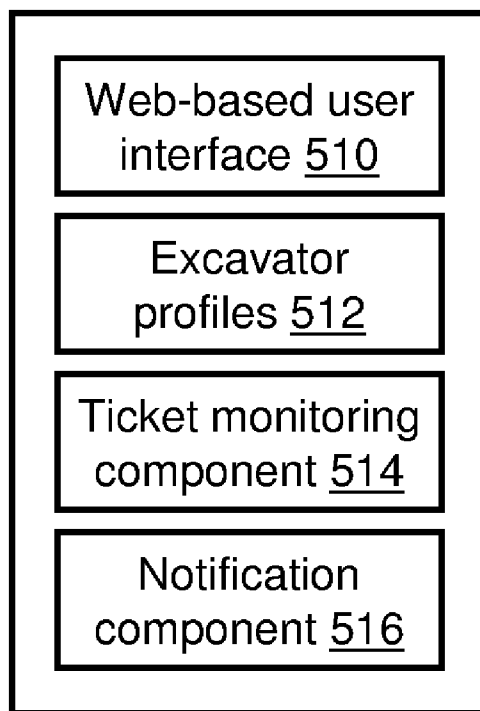 Web-based user
interface 510
Excavator
profiles 512
Ticket monitoring
component 514
Notification
component 516